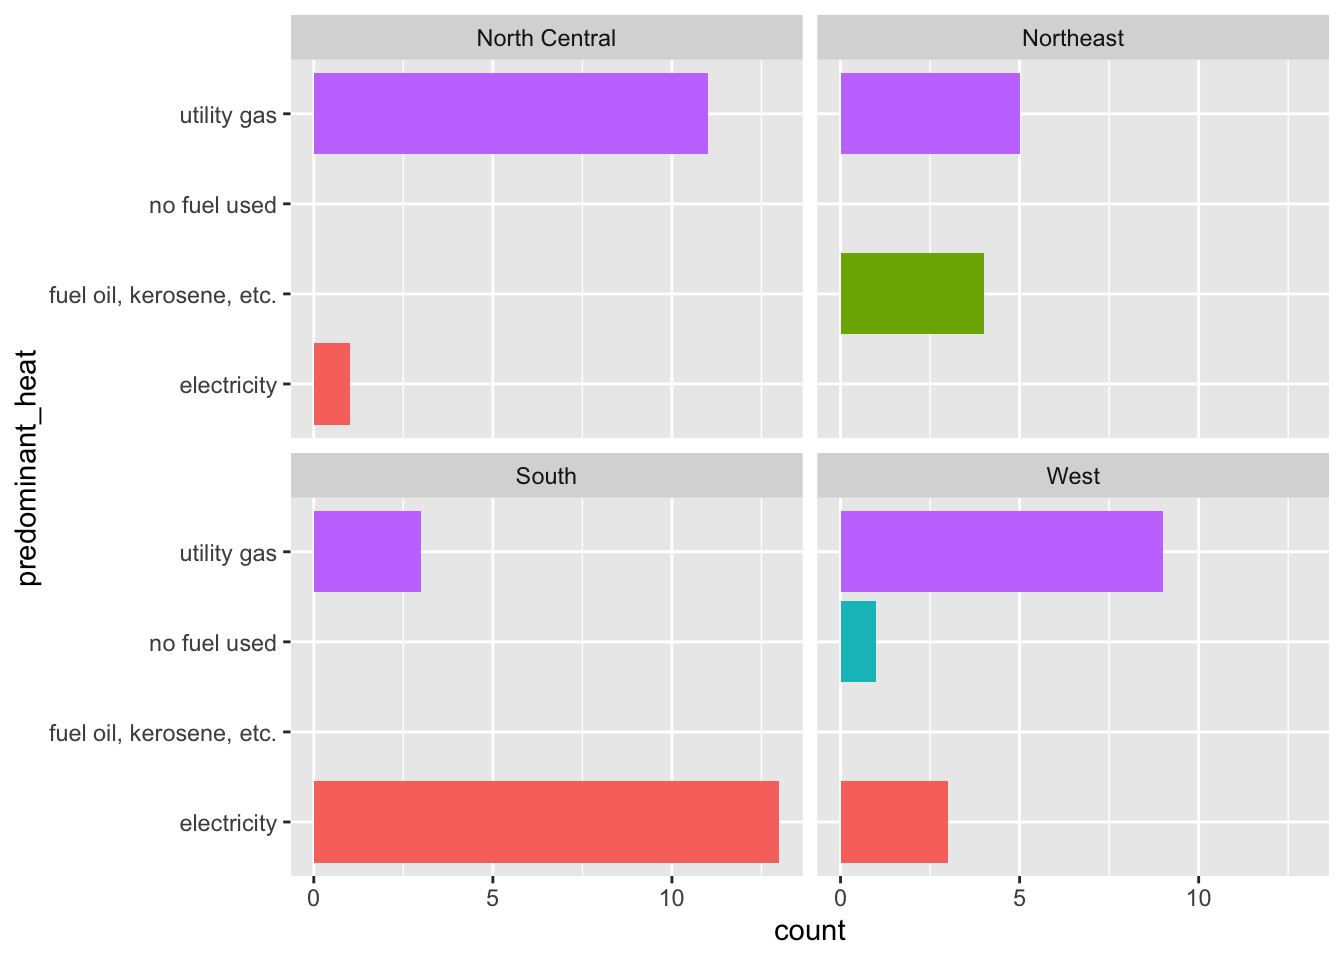 North Central
Northeast
utility gas
no fuel used
fuel oil, kerosene, etc.
electricity
South
West
utility gas
no fuel used
fuel oil, kerosene, etc.
electricity
predominant_heat
0 5 10 0 5 10
count